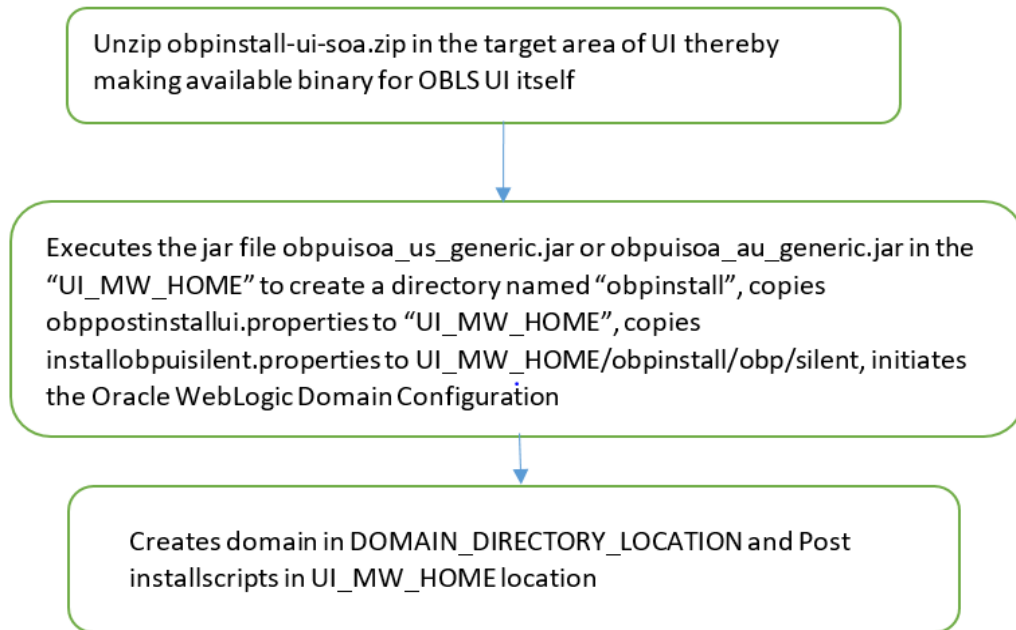 Unzip obpinstall-ui-soa.zip in the target area of UI thereby
making available binary for OBLS UI itself
Executes the jar file obpuisoa_us_generic.jar or obpuisoa_au_generic.jar in the
“UI_MW_HOME” to create a directory named “obpinstall”, copies
obppostinstallui.properties to “UI_MW_HOME”, copies
installobpuisilent.properties to UI_MW_HOME/obpinstall/obp/silent, initiates
the Oracle WebLogic Domain Configuration
Creates domain in DOMAIN_DIRECTORY_LOCATION and Post
installscripts in UI_MW_HOME location